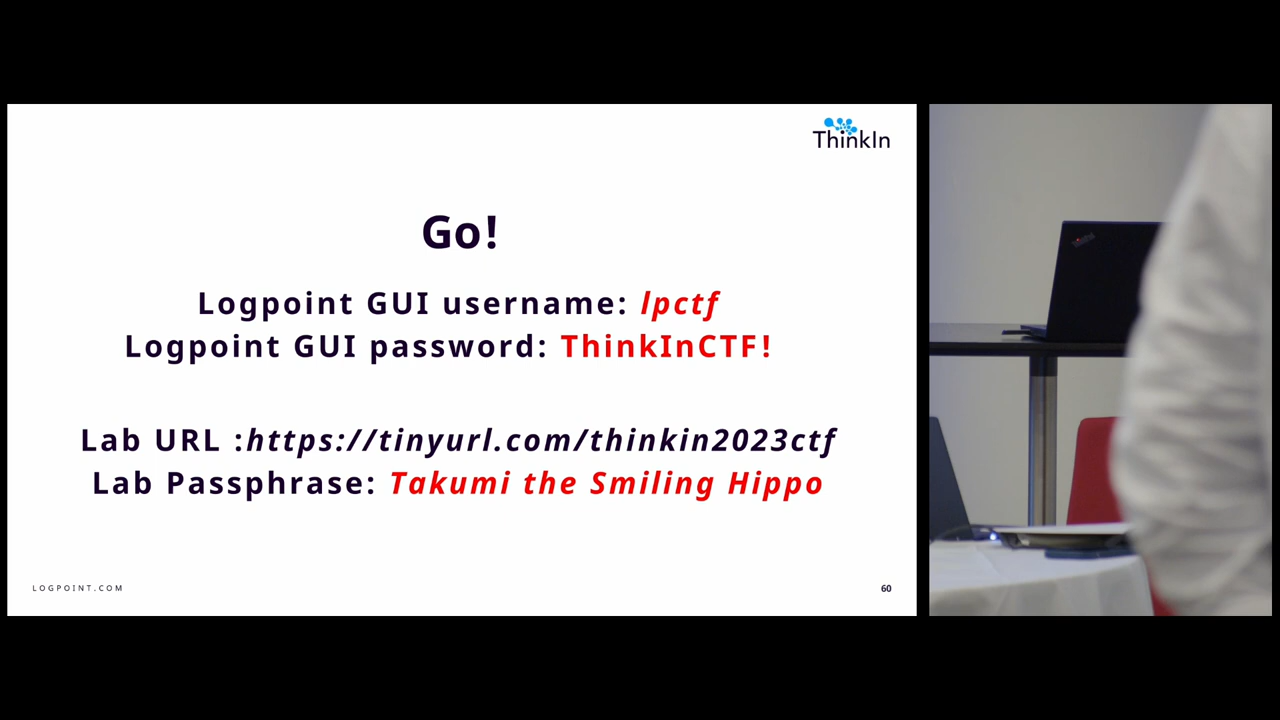 ThinkIn
Go!
Logpoint GUI username: lpctf
Logpoint GUI password: ThinkInCTF!
Lab URL :https://tinyurl.com/thinkin2023ctf
Lab Passphrase: Takumi the Smiling Hippo
LOGPOINT.COM
60
ThinkPad